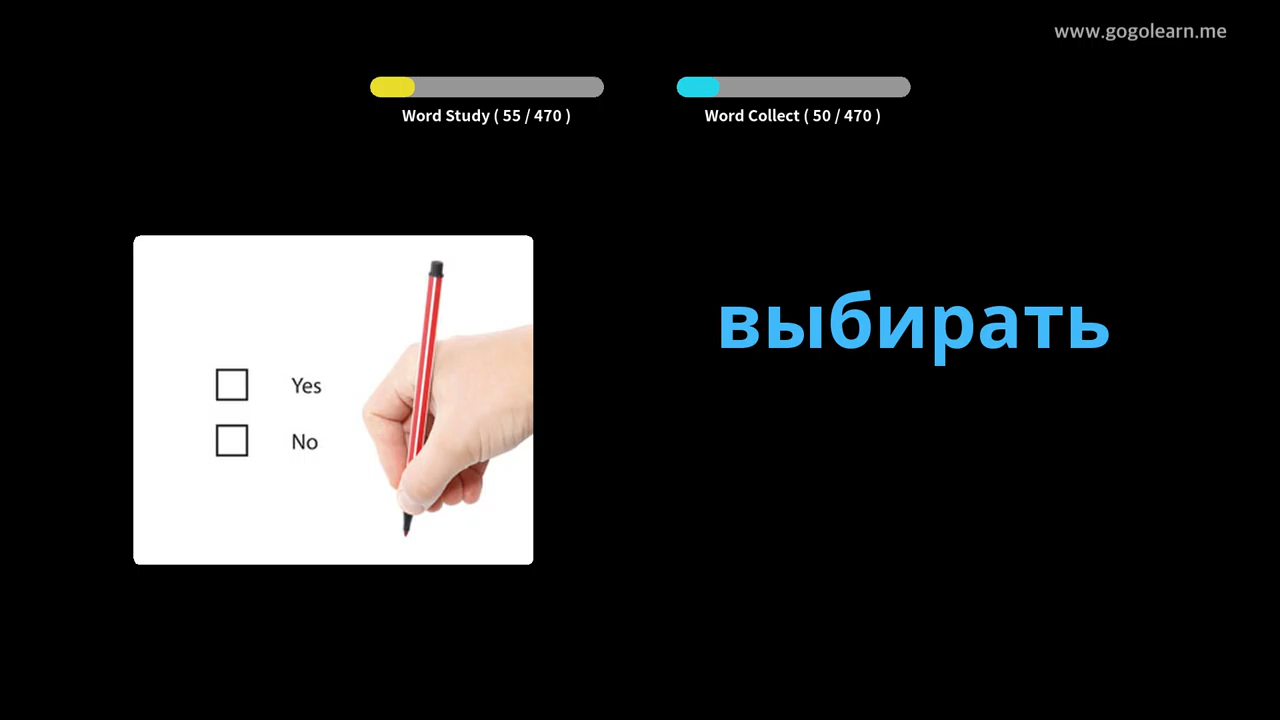 www.gogolearn.me
Word Study ( 55 / 470 )
Word Collect ( 50 / 470 )
выбирать
Yes
No